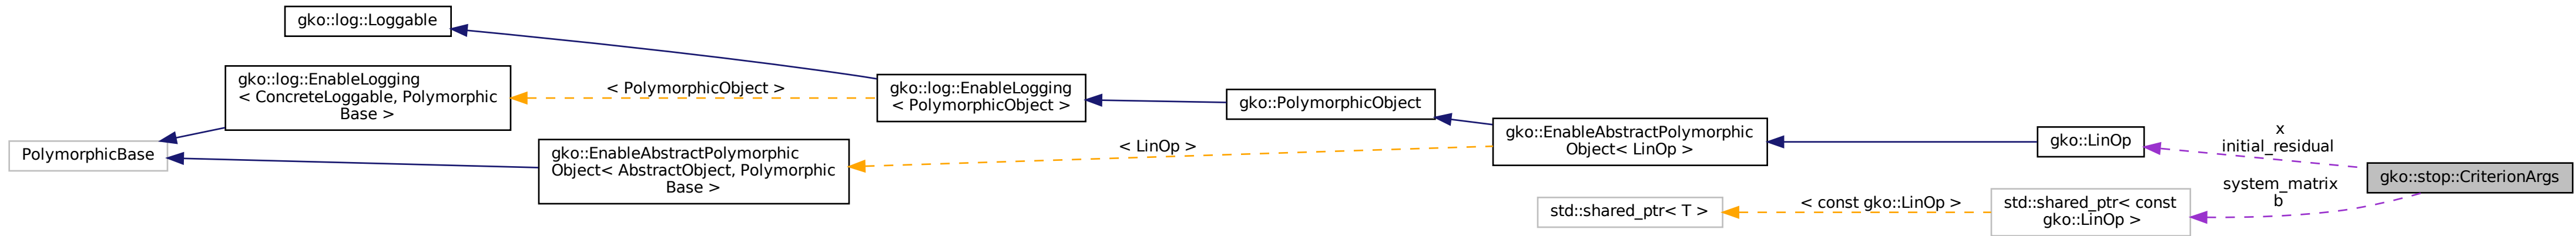 gko::log::Loggable
gko::log::EnableLogging
< ConcreteLoggable, Polymorphic
Base >
< PolymorphicObject >
gko::log::EnableLogging
< PolymorphicObject >
gko::PolymorphicObject
PolymorphicBase
gko::EnableAbstractPolymorphic
Object< AbstractObject, Polymorphic
Base >
< LinOp >
gko::EnableAbstractPolymorphic
Object< LinOp >
gko::LinOp
x
initial_residual
gko::stop::CriterionArgs
system_matrix
b
std::shared_ptr< T >
< const gko::LinOp >
std::shared_ptr< const
gko::LinOp >